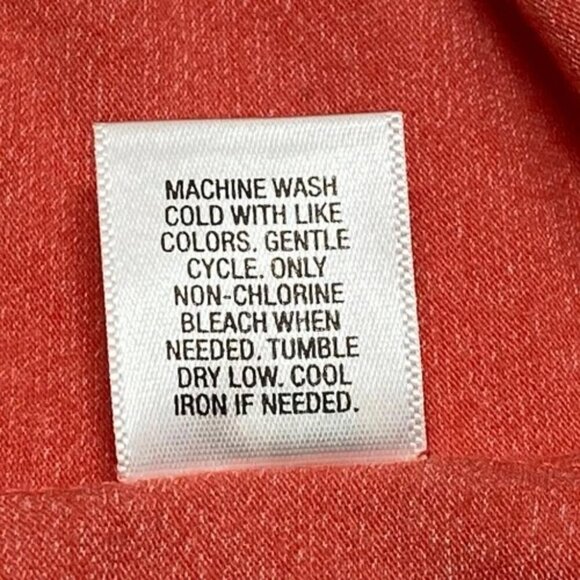 MACHINE WASH
COLD WITH LIKE
COLORS. GENTLE
CYCLE. ONLY
NON-CHLORINE
BLEACH WHEN
NEEDED. TUMBLE
DRY LOW. COOL
IRON IF NEEDED.